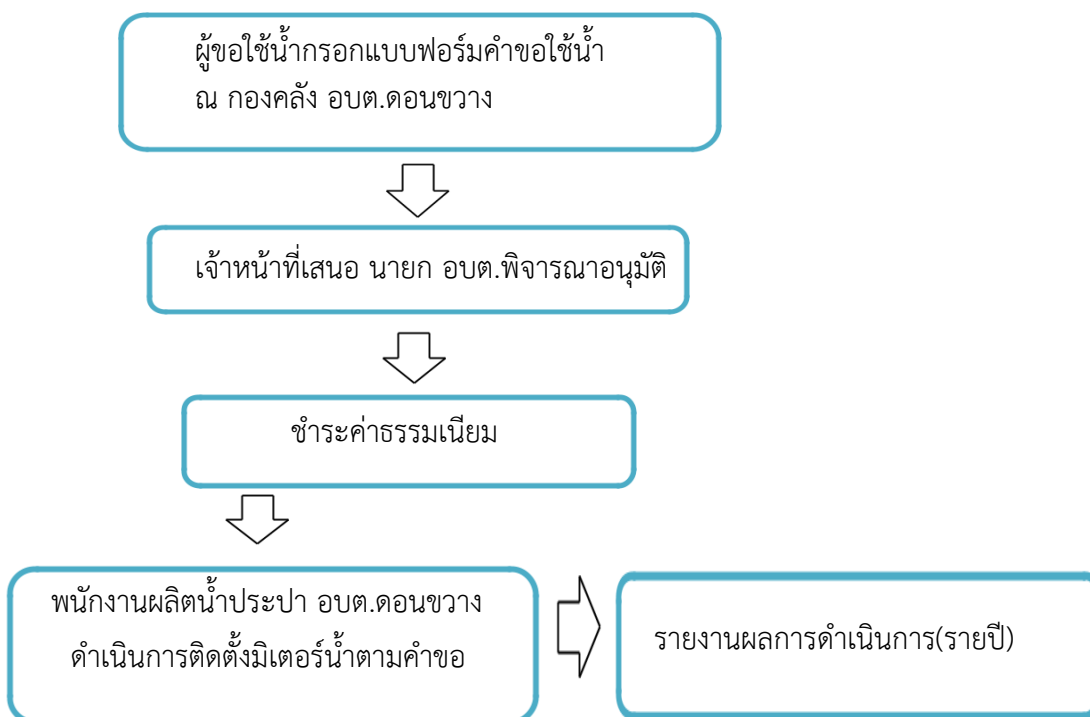 ผู้ขอใช้น้ำกรอกแบบฟอร์มคำขอใช้น้ำ
ณ กองคลัง อบต.ดอนขวาง
เจ้าหน้าที่เสนอ นายก อบต.พิจารณาอนุมัติ
ชำระค่าธรรมเนียม
พนักงานผลิตน้ำประปา อบต.ดอนขวาง
ดำเนินการติดตั้งมิเตอร์น้ำตามคำขอ
รายงานผลการดำเนินการ(รายปี)